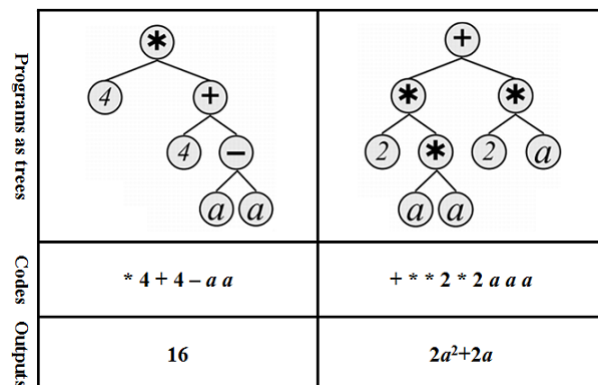 Programs as trees
*
4 +
4 −
a a
+
* *
2 * 2 a
a a
Codes
* 4 + 4 − a a
+ * * 2 * 2 a a a
Outputs
16
2a²+2a